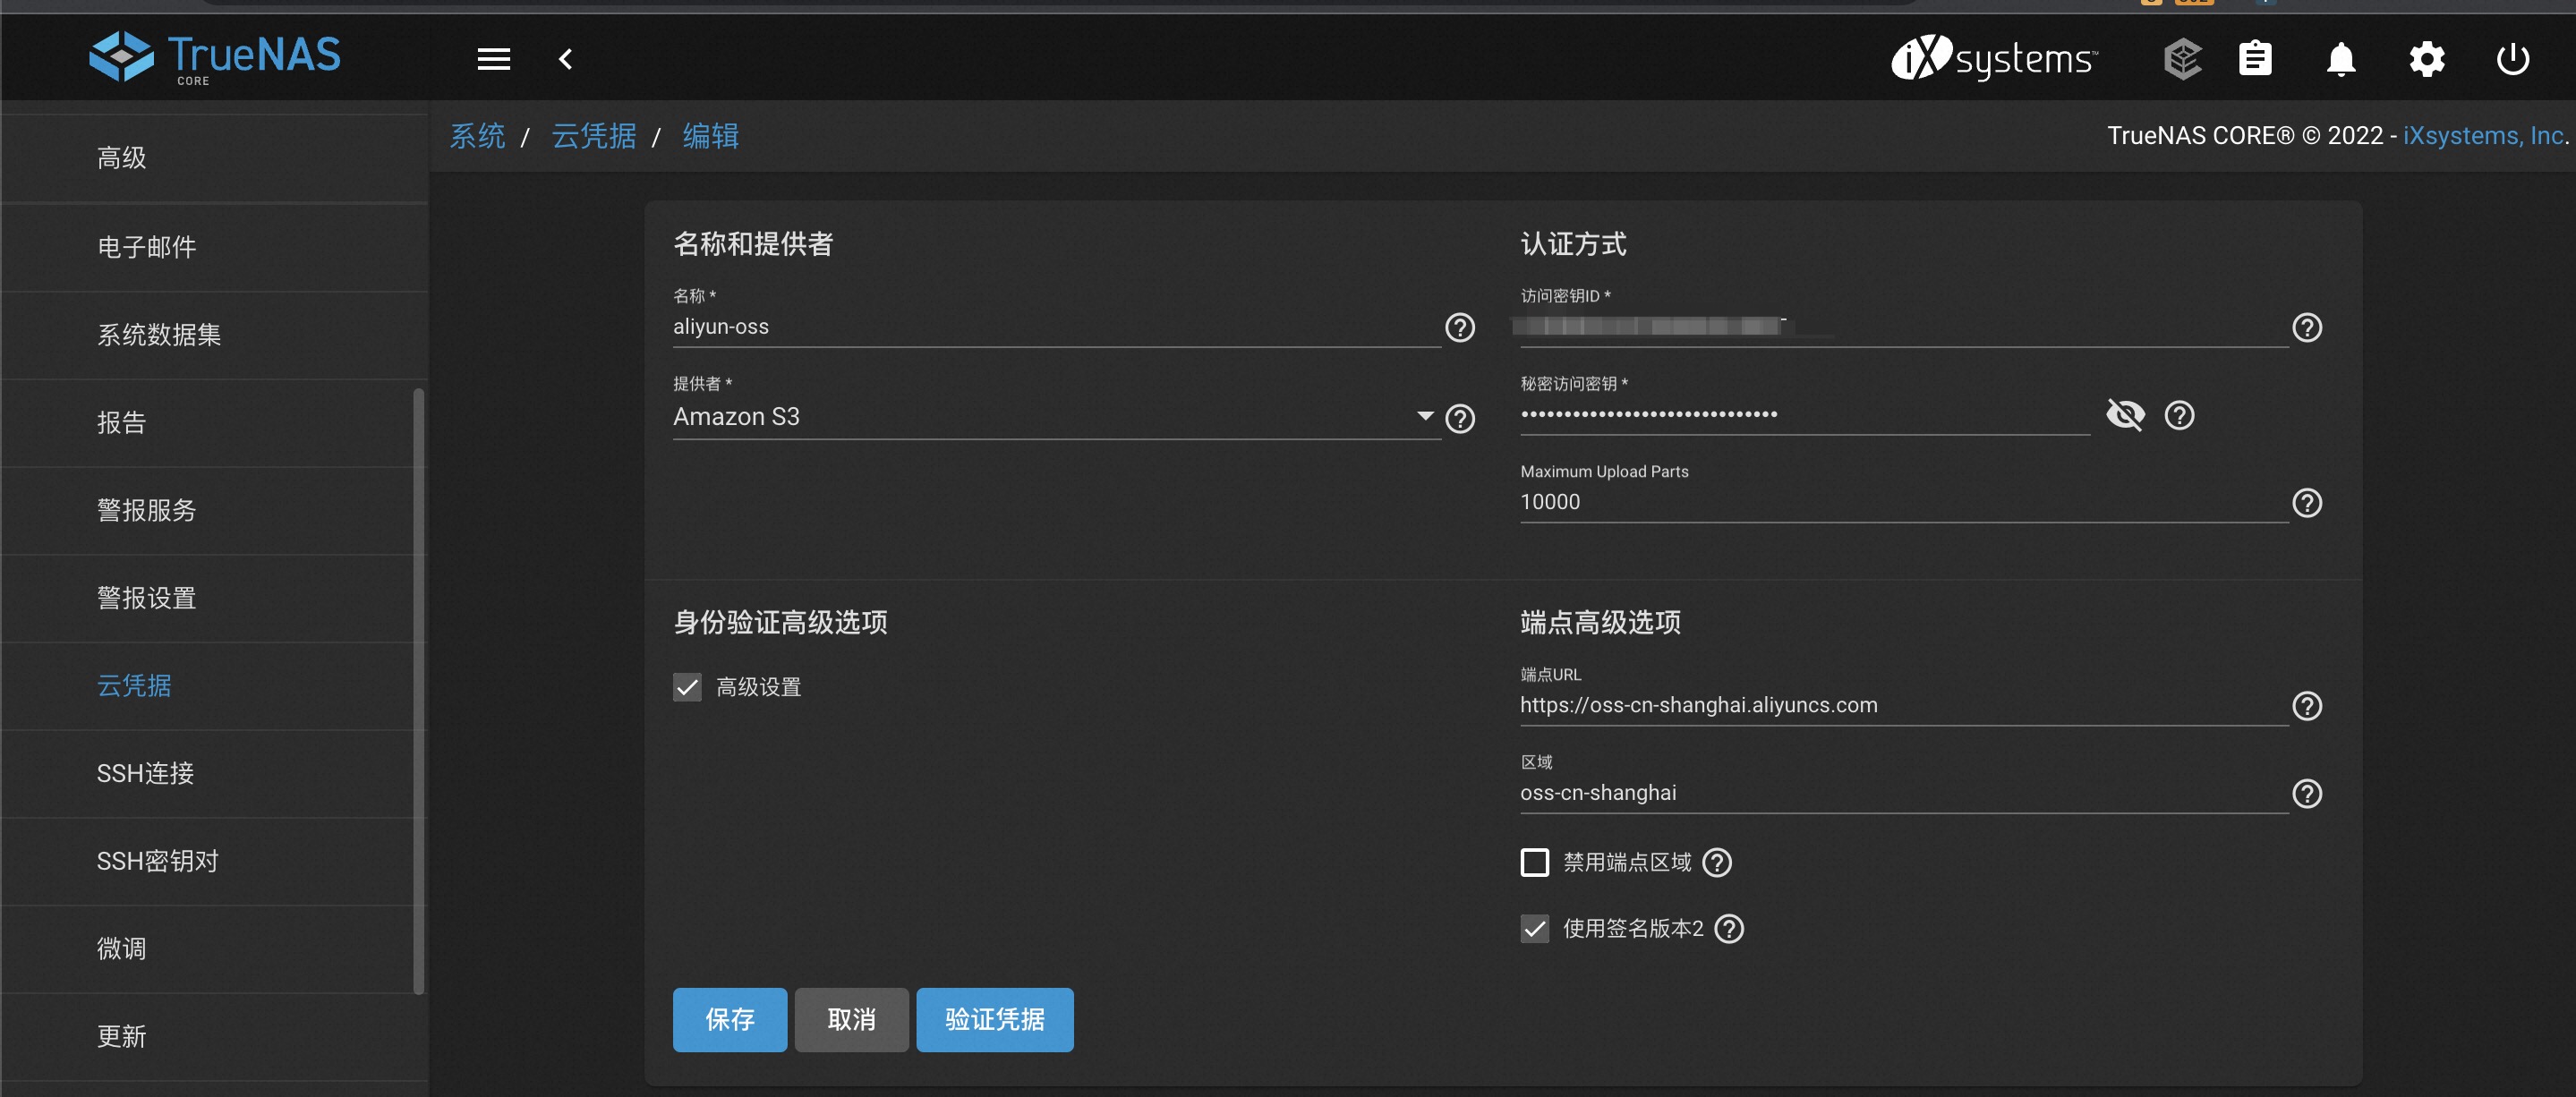 TrueNAS
CORE
iXsystems™
系统 / 云凭据 / 编辑
TrueNAS CORE® © 2022 - iXsystems, Inc.
高级
电子邮件
系统数据集
报告
警报服务
警报设置
云凭据
SSH连接
SSH密钥对
微调
更新
名称和提供者
名称 *
aliyun-oss
提供者 *
Amazon S3
认证方式
访问密钥ID *
秘密访问密钥 *
••••••••••••••••••••••••••••••
Maximum Upload Parts
10000
身份验证高级选项
高级设置
端点高级选项
端点URL
https://oss-cn-shanghai.aliyuncs.com
区域
oss-cn-shanghai
禁用端点区域
使用签名版本2
保存
取消
验证凭据